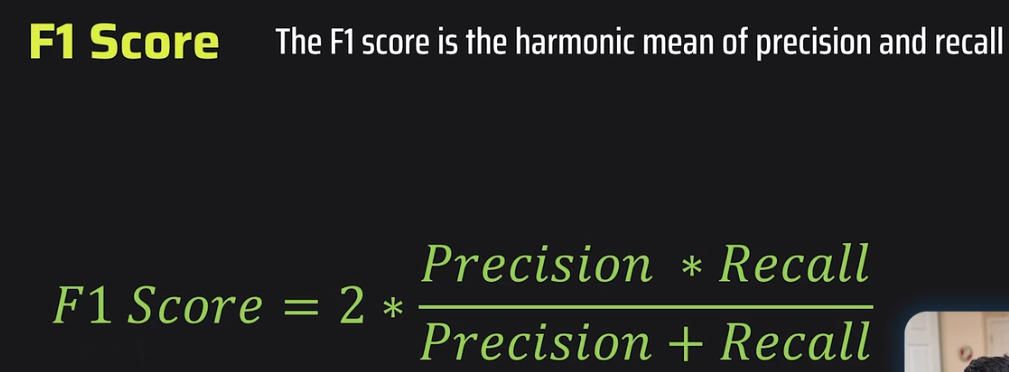 F1 Score The F1 score is the harmonic mean of precision and recall
Precision * Recall
F1 Score = 2 *
Precision + Recall